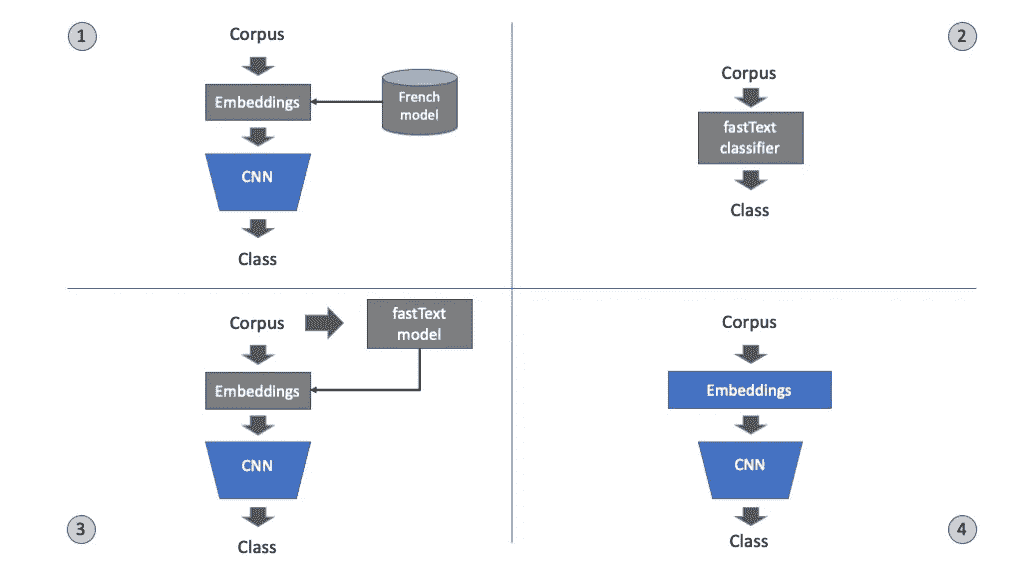 1
Corpus
Embeddings
French
model
CNN
Class
2
Corpus
fastText
classifier
Class
3
Corpus
fastText
model
Embeddings
CNN
Class
4
Corpus
Embeddings
CNN
Class